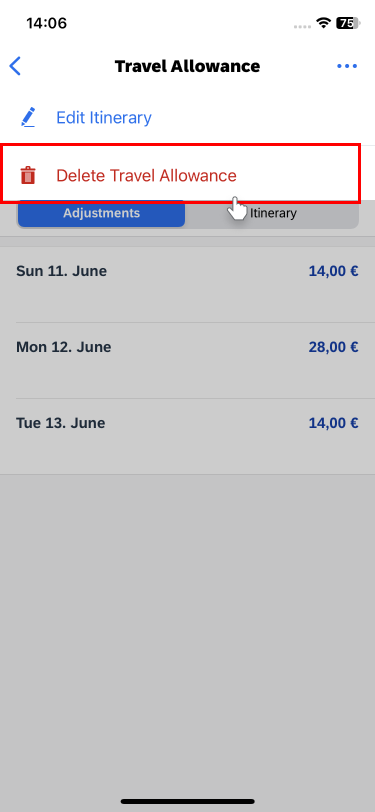 14:06
75
Travel Allowance
Edit Itinerary
Delete Travel Allowance
Adjustments
Itinerary
Sun 11. June 14,00 €
Mon 12. June 28,00 €
Tue 13. June 14,00 €